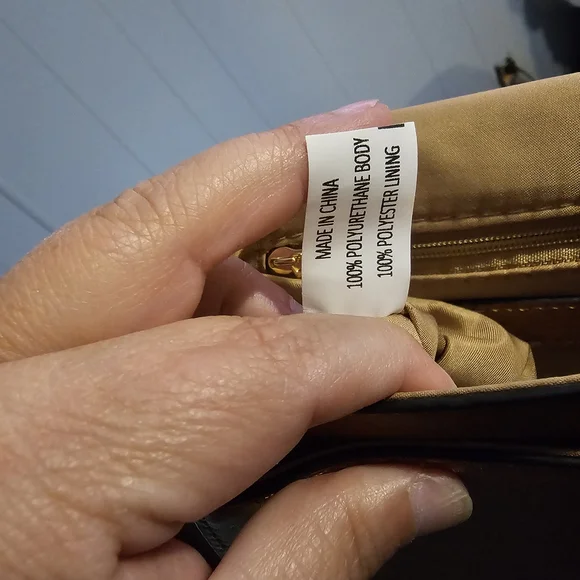 MADE IN CHINA
100% POLYURETHANE BODY
100% POLYESTER LINING